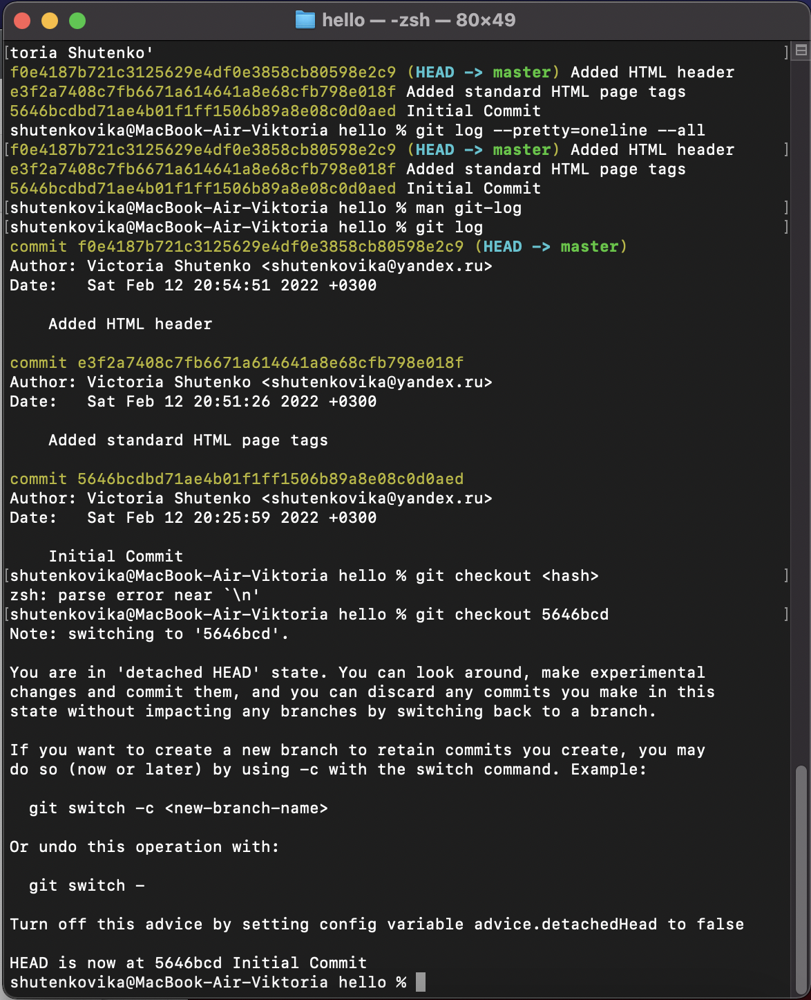 hello — -zsh — 80×49
[toria Shutenko' ]
f0e4187b721c3125629e4df0e3858cb80598e2c9 (HEAD -> master) Added HTML header
e3f2a7408c7fb6671a614641a8e68cfb798e018f Added standard HTML page tags
5646bcdbd71ae4b01f1ff1506b89a8e08c0d0aed Initial Commit
shutenkovika@MacBook-Air-Viktoria hello % git log --pretty=oneline --all
[f0e4187b721c3125629e4df0e3858cb80598e2c9 (HEAD -> master) Added HTML header ]
e3f2a7408c7fb6671a614641a8e68cfb798e018f Added standard HTML page tags
5646bcdbd71ae4b01f1ff1506b89a8e08c0d0aed Initial Commit
[shutenkovika@MacBook-Air-Viktoria hello % man git-log ]
[shutenkovika@MacBook-Air-Viktoria hello % git log ]
commit f0e4187b721c3125629e4df0e3858cb80598e2c9 (HEAD -> master)
Author: Victoria Shutenko <shutenkovika@yandex.ru>
Date:   Sat Feb 12 20:54:51 2022 +0300
    Added HTML header
commit e3f2a7408c7fb6671a614641a8e68cfb798e018f
Author: Victoria Shutenko <shutenkovika@yandex.ru>
Date:   Sat Feb 12 20:51:26 2022 +0300
    Added standard HTML page tags
commit 5646bcdbd71ae4b01f1ff1506b89a8e08c0d0aed
Author: Victoria Shutenko <shutenkovika@yandex.ru>
Date:   Sat Feb 12 20:25:59 2022 +0300
    Initial Commit
[shutenkovika@MacBook-Air-Viktoria hello % git checkout <hash> ]
zsh: parse error near `\n'
[shutenkovika@MacBook-Air-Viktoria hello % git checkout 5646bcd ]
Note: switching to '5646bcd'.
You are in 'detached HEAD' state. You can look around, make experimental
changes and commit them, and you can discard any commits you make in this
state without impacting any branches by switching back to a branch.
If you want to create a new branch to retain commits you create, you may
do so (now or later) by using -c with the switch command. Example:
  git switch -c <new-branch-name>
Or undo this operation with:
  git switch -
Turn off this advice by setting config variable advice.detachedHead to false
HEAD is now at 5646bcd Initial Commit
shutenkovika@MacBook-Air-Viktoria hello %